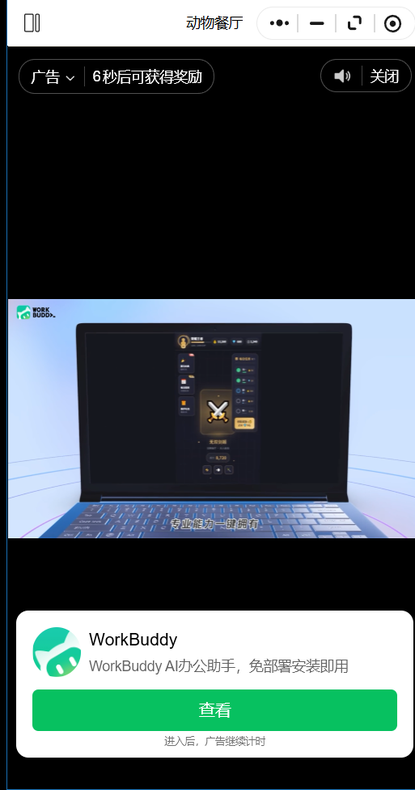 动物餐厅
广告
6秒后可获得奖励
关闭
WORK
BUDDY
专业能力一键拥有
WorkBuddy
WorkBuddy AI办公助手，免部署安装即用
查看
进入后，广告继续计时